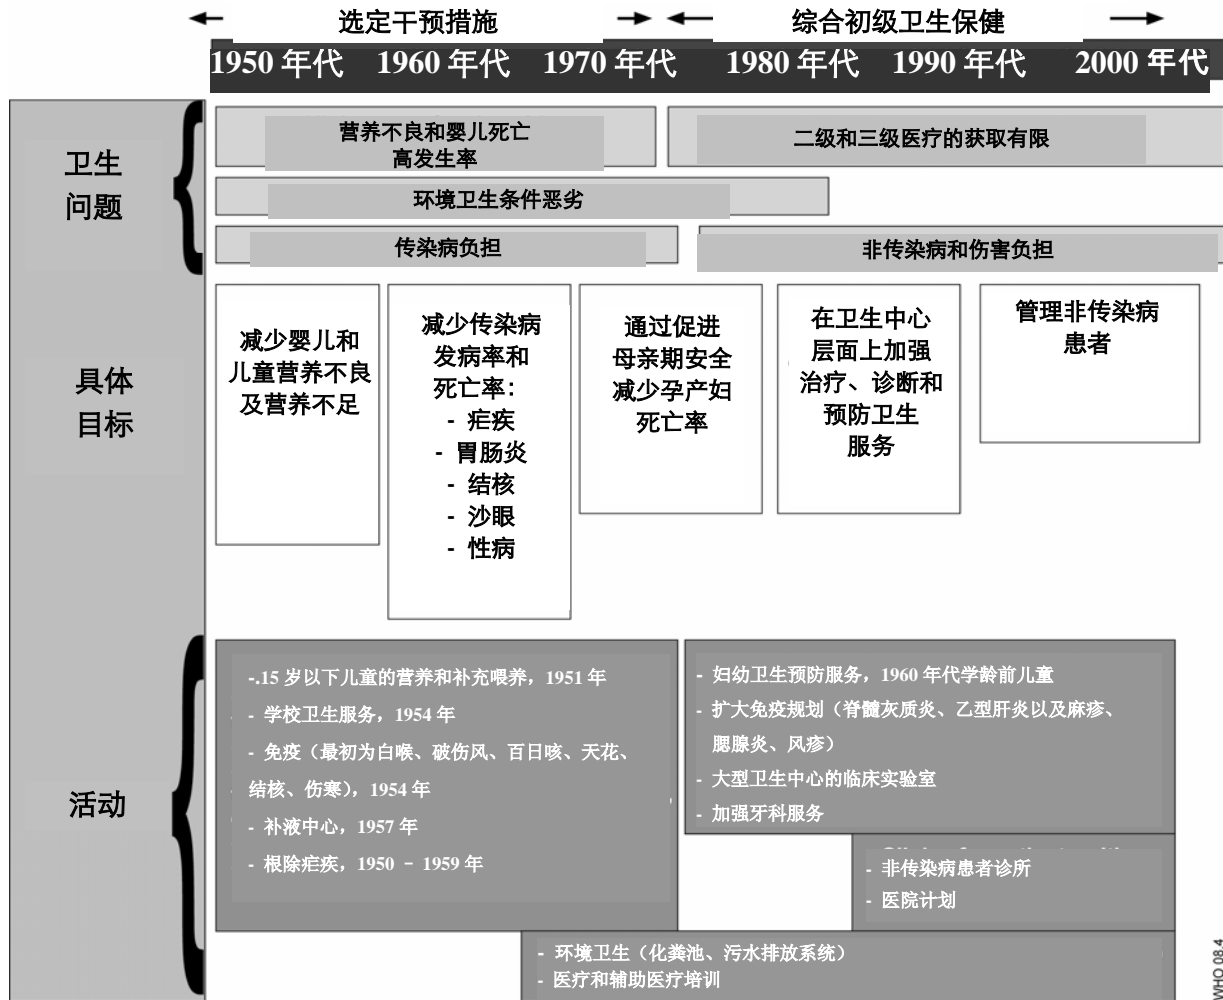 选定干预措施
综合初级卫生保健
1950 年代
1960 年代
1970 年代
1980 年代
1990 年代
2000 年代
卫生
问题
营养不良和婴儿死亡
高发生率
二级和三级医疗的获取有限
环境卫生条件恶劣
传染病负担
非传染病和伤害负担
具体
目标
减少婴儿和
儿童营养不良
及营养不足
减少传染病
发病率和
死亡率：
- 疟疾
- 胃肠炎
- 结核
- 沙眼
- 性病
通过促进
母亲期安全
减少孕产妇
死亡率
在卫生中心
层面上加强
治疗、诊断和
预防卫生
服务
管理非传染病
患者
活动
-.15 岁以下儿童的营养和补充喂养，1951 年
- 学校卫生服务，1954 年
- 免疫（最初为白喉、破伤风、百日咳、天花、
结核、伤寒），1954 年
- 补液中心，1957 年
- 根除疟疾，1950 – 1959 年
- 妇幼卫生预防服务，1960 年代学龄前儿童
- 扩大免疫规划（脊髓灰质炎、乙型肝炎以及麻疹、
腮腺炎、风疹）
- 大型卫生中心的临床实验室
- 加强牙科服务
- 非传染病患者诊所
- 医院计划
- 环境卫生（化粪池、污水排放系统）
- 医疗和辅助医疗培训
WHO 08.4